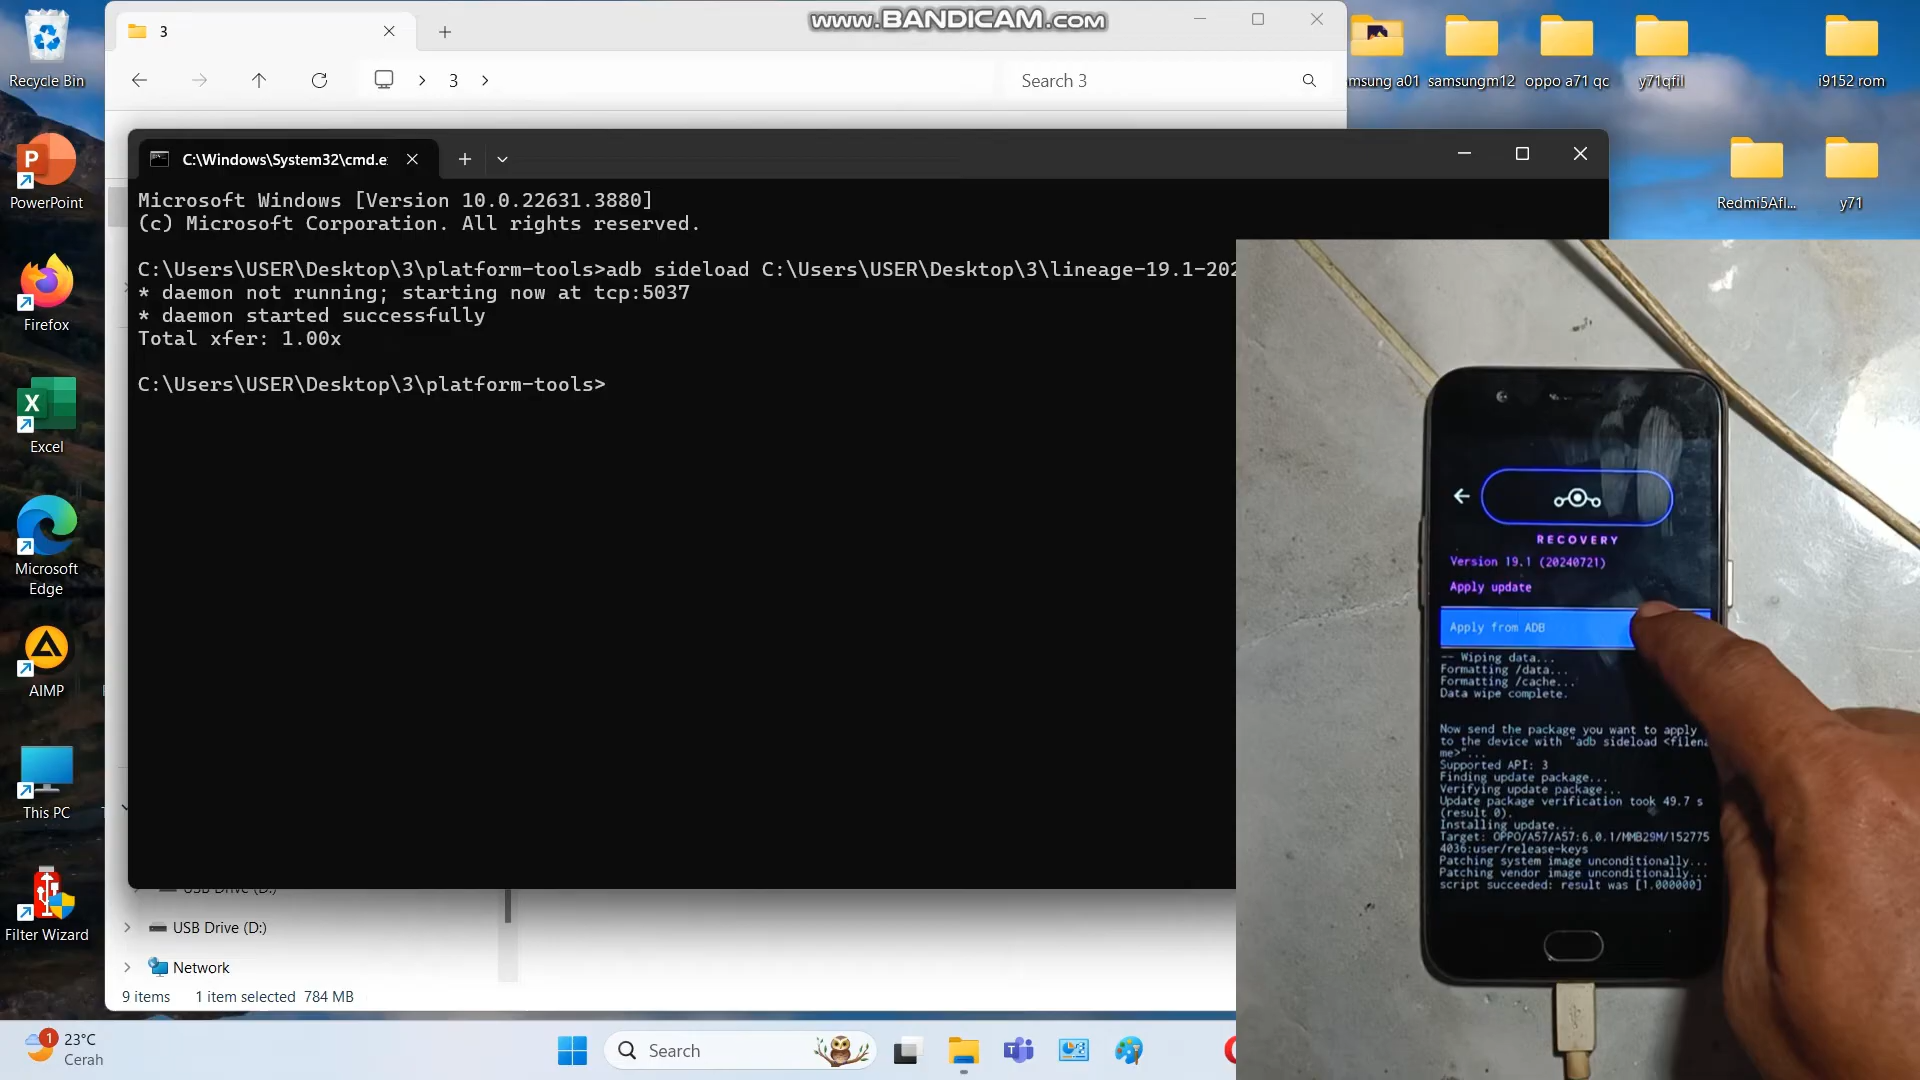 www.BANDICAM.com
3
3
Search 3
Recycle Bin
PowerPoint
Firefox
Excel
Microsoft
Edge
AIMP
This PC
Filter Wizard
msung a01
samsungm12
oppo a71 qc
y71qfil
i9152 rom
Redmi5Afl...
y71
C:\Windows\System32\cmd.e
Microsoft Windows [Version 10.0.22631.3880]
(c) Microsoft Corporation. All rights reserved.
C:\Users\USER\Desktop\3\platform-tools>adb sideload C:\Users\USER\Desktop\3\lineage-19.1-202
* daemon not running; starting now at tcp:5037
* daemon started successfully
Total xfer: 1.00x
C:\Users\USER\Desktop\3\platform-tools>
USB Drive (D:)
USB Drive (D:)
Network
9 items 1 item selected 784 MB
RECOVERY
Version 19.1 (20240721)
Apply update
Apply from ADB
-- Wiping data...
Formatting /data...
Formatting /cache...
Data wipe complete.
Now send the package you want to apply
to the device with "adb sideload <filena
me>"...
Supported API: 3
Finding update package...
Verifying update package...
Update package verification took 49.7 s
(result 0).
Installing update...
Target: OPPO/A57/A57:6.0.1/MMB29M/152775
4036:user/release-keys
Patching system image unconditionally...
Patching vendor image unconditionally...
script succeeded: result was [1.000000]
1
23°C
Cerah
Search